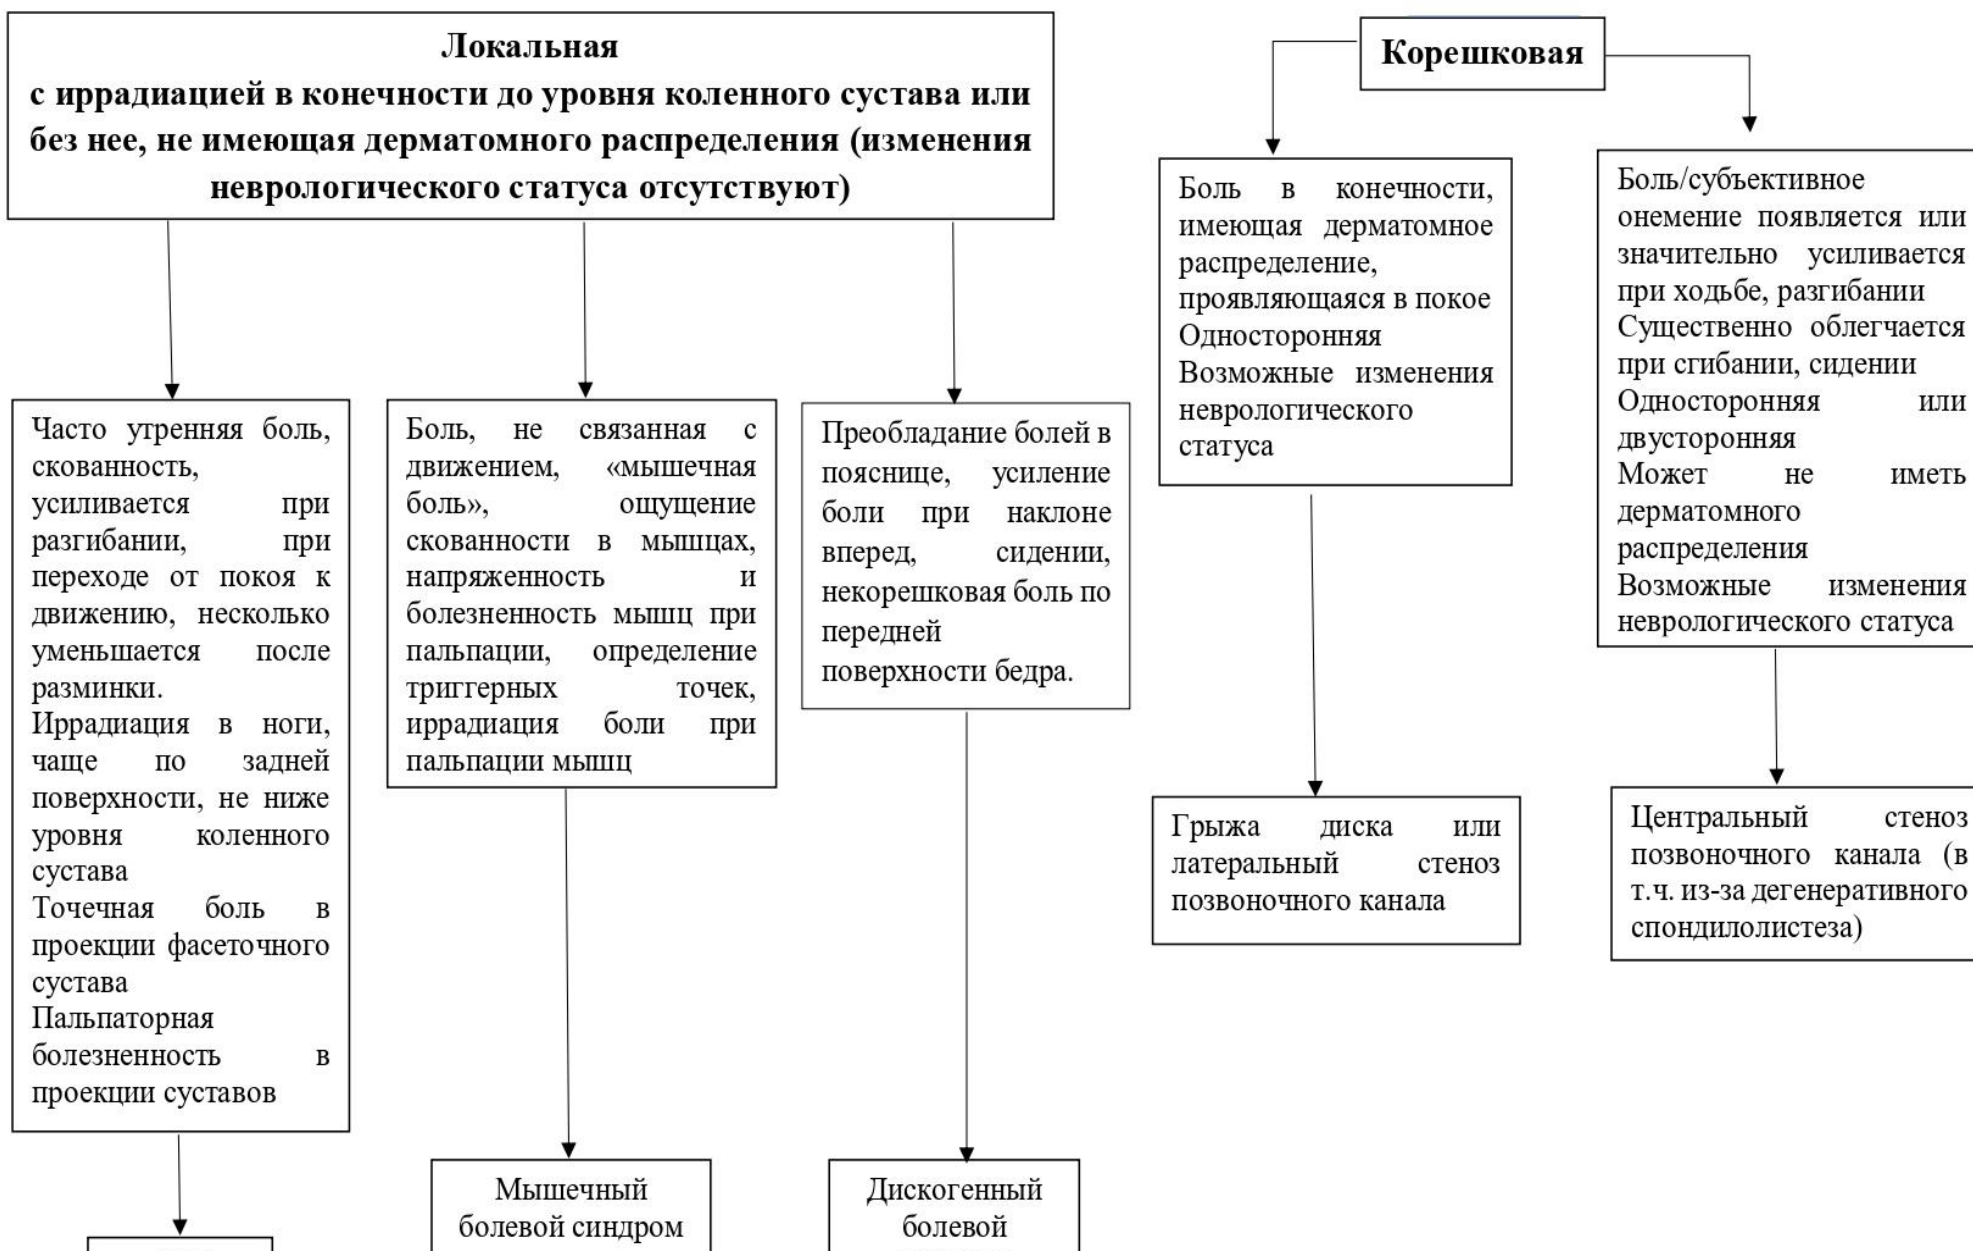 Локальная
с иррадиацией в конечности до уровня коленного сустава или
без нее, не имеющая дерматомного распределения (изменения
неврологического статуса отсутствуют)
Корешковая
Часто утренняя боль,
скованность,
усиливается при
разгибании, при
переходе от покоя к
движению, несколько
уменьшается после
разминки.
Иррадиация в ноги,
чаще по задней
поверхности, не ниже
уровня коленного
сустава
Точечная боль в
проекции фасеточного
сустава
Пальпаторная
болезненность в
проекции суставов
Боль, не связанная с
движением, «мышечная
боль», ощущение
скованности в мышцах,
напряженность и
болезненность мышц при
пальпации, определение
триггерных точек,
иррадиация боли при
пальпации мышц
Преобладание болей в
пояснице, усиление
боли при наклоне
вперед, сидении,
некорешковая боль по
передней
поверхности бедра.
Боль в конечности,
имеющая дерматомное
распределение,
проявляющаяся в покое
Односторонняя
Возможные изменения
неврологического
статуса
Боль/субъективное
онемение появляется или
значительно усиливается
при ходьбе, разгибании
Существенно облегчается
при сгибании, сидении
Односторонняя или
двусторонняя
Может не иметь
дерматомного
распределения
Возможные изменения
неврологического статуса
Грыжа диска или
латеральный стеноз
позвоночного канала
Центральный стеноз
позвоночного канала (в
т.ч. из-за дегенеративного
спондилолистеза)
Мышечный
болевой синдром
Дискогенный
болевой